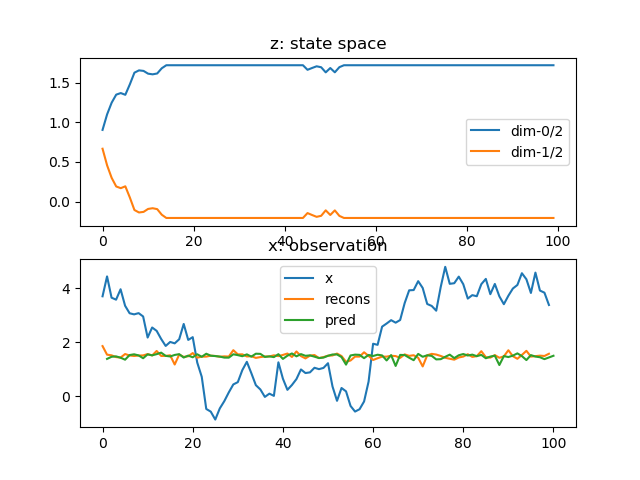 z: state space
1.5
1.0
0.5
0.0
dim-0/2
dim-1/2
0 20 40 60 80 100
x: observation
4
2
0
x
recons
pred
0 20 40 60 80 100